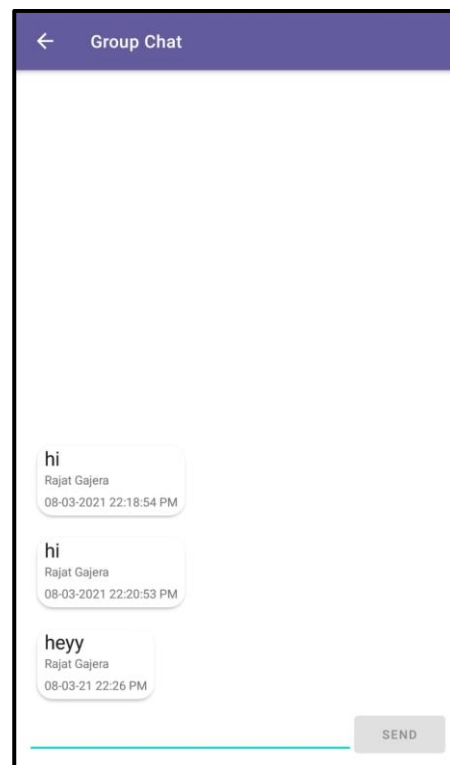 Group Chat
hi
Rajat Gajera
08-03-2021 22:18:54 PM
hi
Rajat Gajera
08-03-2021 22:20:53 PM
heyy
Rajat Gajera
08-03-21 22:26 PM
SEND